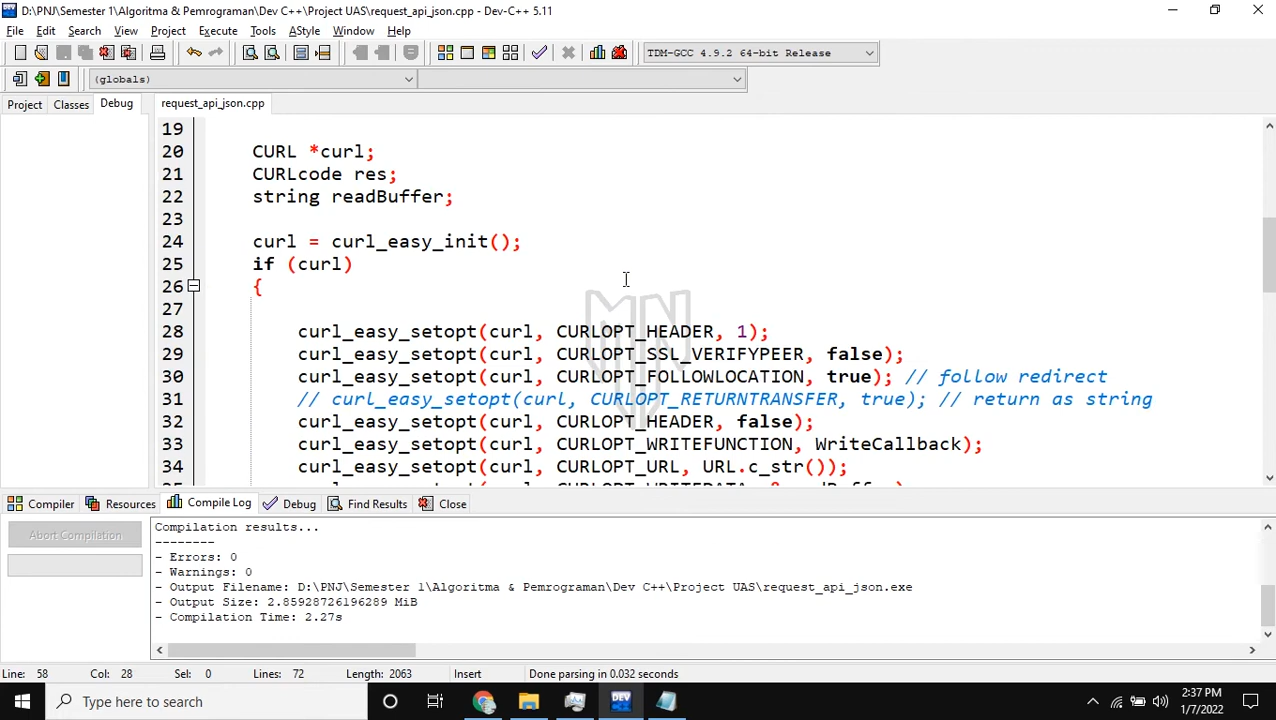 D:\PNJ\Semester 1\Algoritma & Pemrograman\Dev C++\Project UAS\request_api_json.cpp - Dev-C++ 5.11
File Edit Search View Project Execute Tools AStyle Window Help
TDM-GCC 4.9.2 64-bit Release
(globals)
Project Classes Debug request_api_json.cpp
19
20 CURL *curl;
21 CURLcode res;
22 string readBuffer;
23
24 curl = curl_easy_init();
25 if (curl)
26 {
27
28 curl_easy_setopt(curl, CURLOPT_HEADER, 1);
29 curl_easy_setopt(curl, CURLOPT_SSL_VERIFYPEER, false);
30 curl_easy_setopt(curl, CURLOPT_FOLLOWLOCATION, true); // follow redirect
31 // curl_easy_setopt(curl, CURLOPT_RETURNTRANSFER, true); // return as string
32 curl_easy_setopt(curl, CURLOPT_HEADER, false);
33 curl_easy_setopt(curl, CURLOPT_WRITEFUNCTION, WriteCallback);
34 curl_easy_setopt(curl, CURLOPT_URL, URL.c_str());
Compiler Resources Compile Log Debug Find Results Close
Abort Compilation
Compilation results...
--------
- Errors: 0
- Warnings: 0
- Output Filename: D:\PNJ\Semester 1\Algoritma & Pemrograman\Dev C++\Project UAS\request_api_json.exe
- Output Size: 2.85928726196289 MiB
- Compilation Time: 2.27s
Line: 58 Col: 28 Sel: 0 Lines: 72 Length: 2063 Insert Done parsing in 0.032 seconds
Type here to search
DEV
2:37 PM
1/7/2022